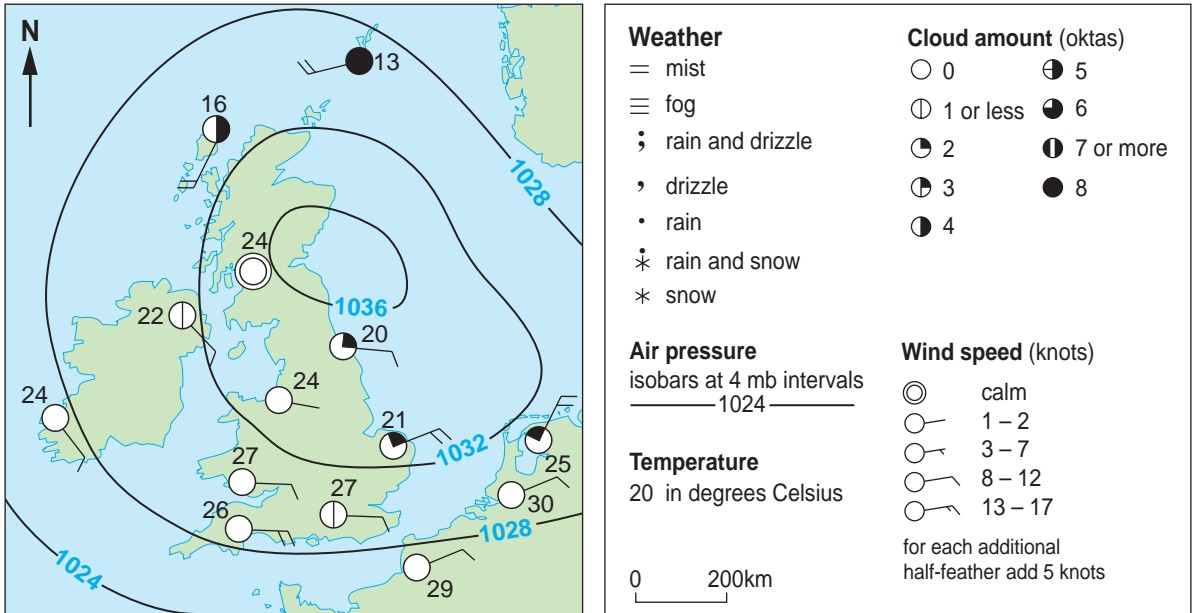 N
13
16
1028
24
1036
22
20
24
24
21
1032
25
27
27
30
26
1028
1024
29
Weather
mist
fog
rain and drizzle
drizzle
rain
rain and snow
snow
Air pressure
isobars at 4 mb intervals
1024
Temperature
20 in degrees Celsius
0 200km
Cloud amount (oktas)
0 5
1 or less 6
2 7 or more
3 8
4
Wind speed (knots)
calm
1 – 2
3 – 7
8 – 12
13 – 17
for each additional
half-feather add 5 knots